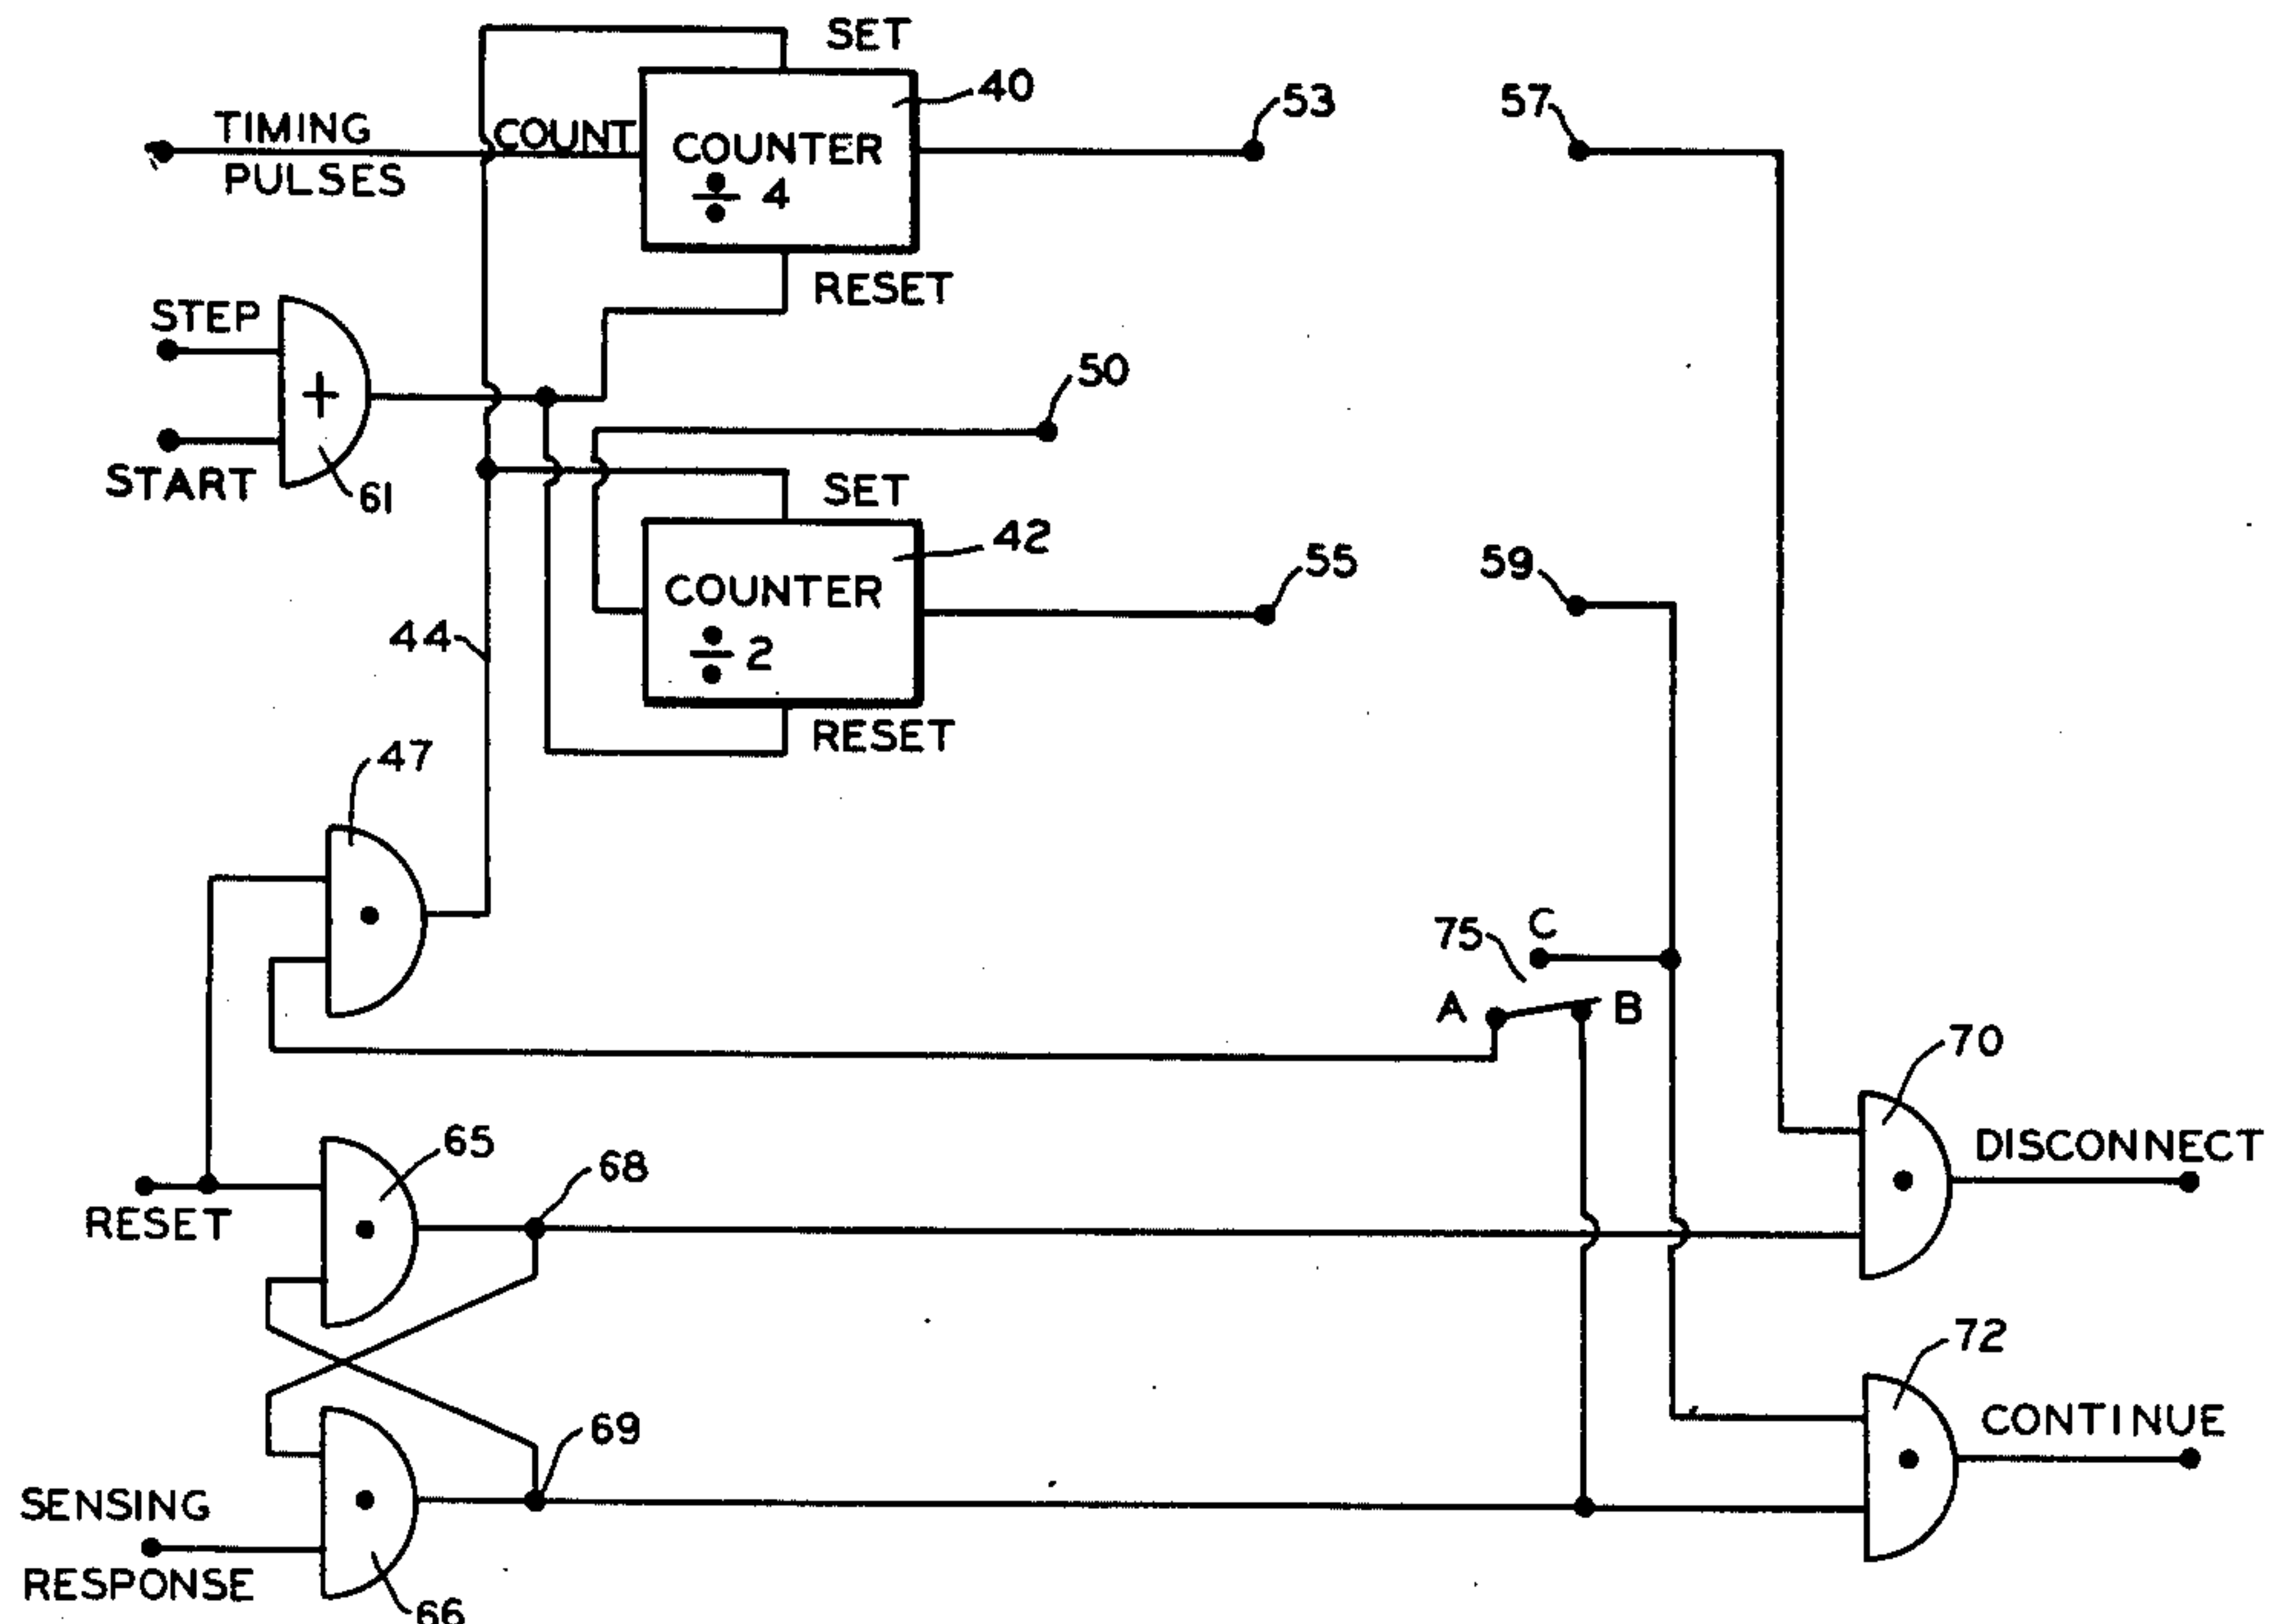 SET
40
53
57
TIMING
PULSES
COUNT
COUNTER
÷ 4
RESET
STEP
START
+
61
50
SET
42
55
59
COUNTER
÷ 2
RESET
44
47
75
C
A
B
70
DISCONNECT
RESET
65
68
72
CONTINUE
SENSING
RESPONSE
69
66